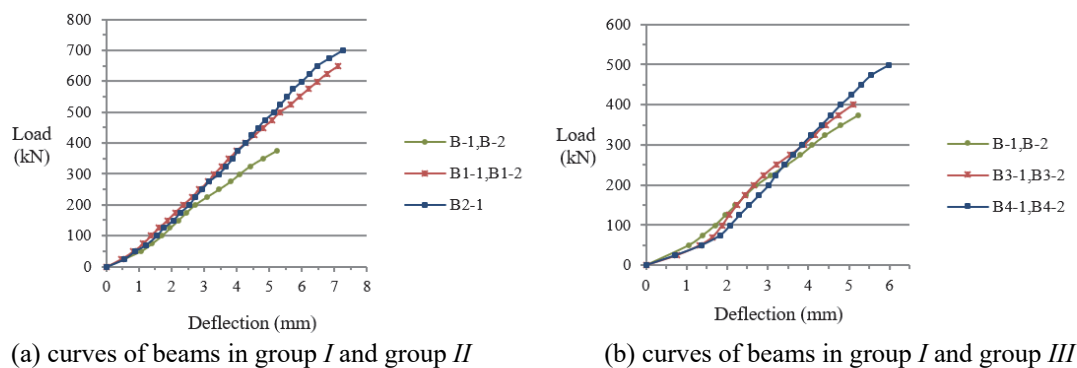 800
700
600
500
400
300
200
100
0
Load
(kN)
0 1 2 3 4 5 6 7 8
Deflection (mm)
B-1,B-2
B1-1,B1-2
B2-1
(a) curves of beams in group I and group II
600
500
400
300
200
100
0
Load
(kN)
0 1 2 3 4 5 6
Deflection (mm)
B-1,B-2
B3-1,B3-2
B4-1,B4-2
(b) curves of beams in group I and group III